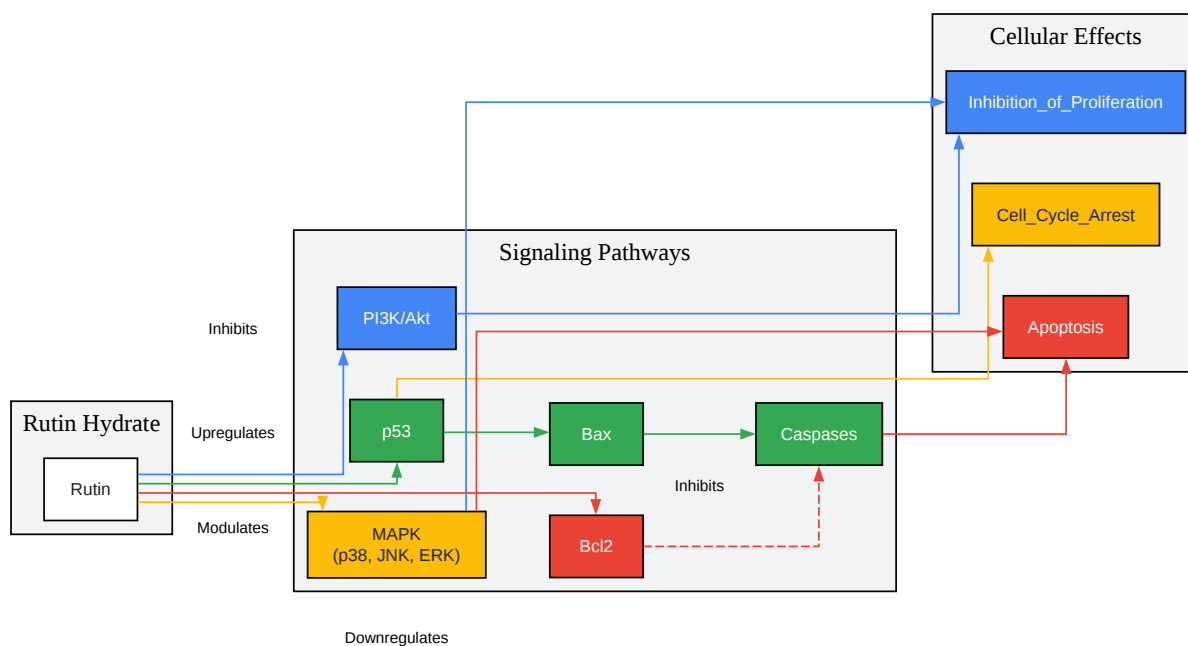 Cellular Effects
Inhibition_of_Proliferation
Cell_Cycle_Arrest
Signaling Pathways
PI3K/Akt
Apoptosis
Inhibits
Rutin Hydrate
Upregulates
p53
Bax
Caspases
Rutin
Inhibits
Modulates
MAPK
(p38, JNK, ERK)
Bcl2
Downregulates